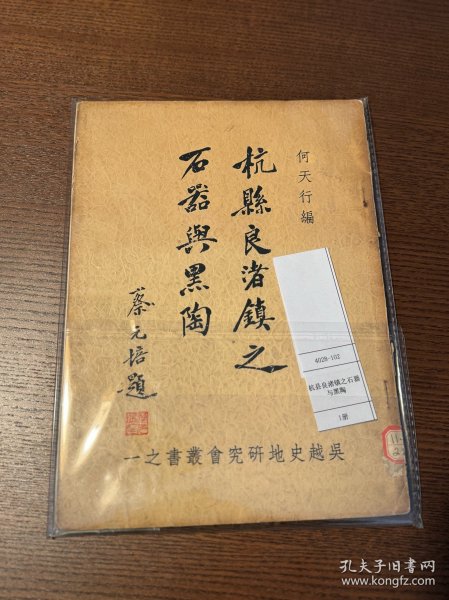 何天行編
杭縣良渚鎮之
石器與黑陶
蔡元培題
吳越史地研究會叢書之一
4028-102
杭县良渚镇之石器
与黑陶
1册
孔夫子旧书网
www.kongfz.com